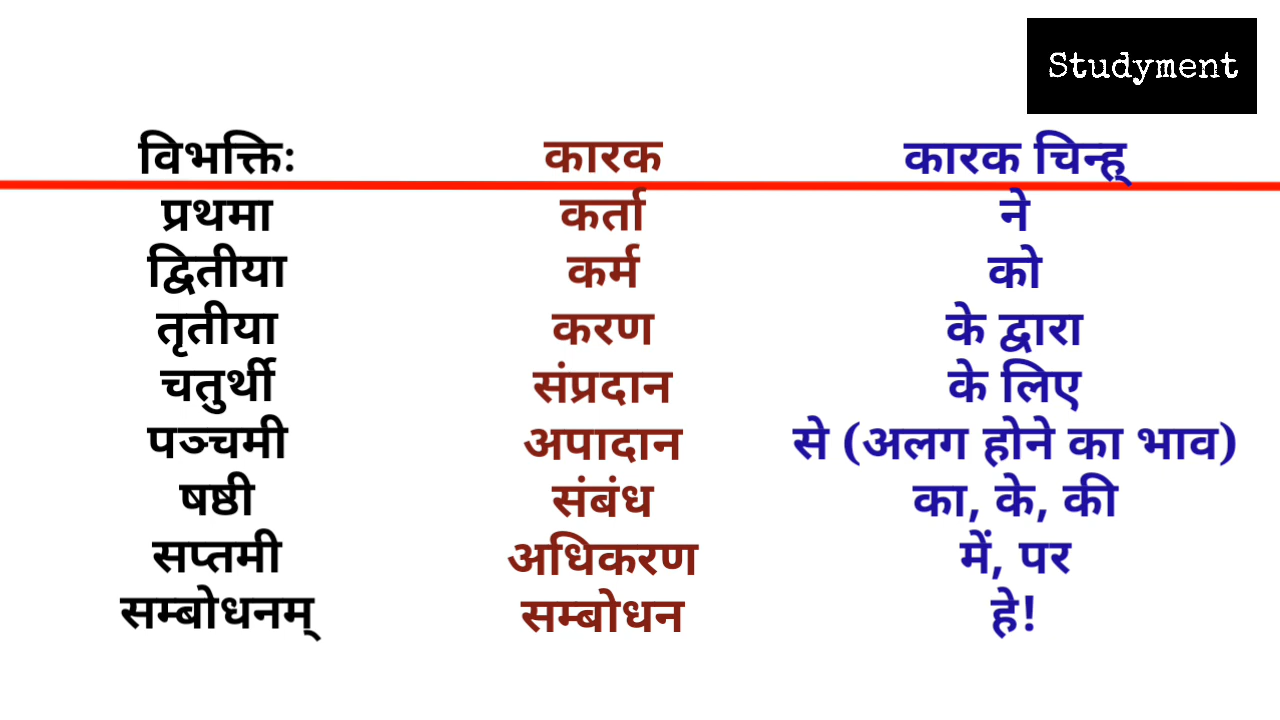 Studyment
विभक्तिः कारक कारक चिन्ह्
प्रथमा कर्ता ने
द्वितीया कर्म को
तृतीया करण के द्वारा
चतुर्थी संप्रदान के लिए
पञ्चमी अपादान से (अलग होने का भाव)
षष्ठी संबंध का, के, की
सप्तमी अधिकरण में, पर
सम्बोधनम् सम्बोधन हे!